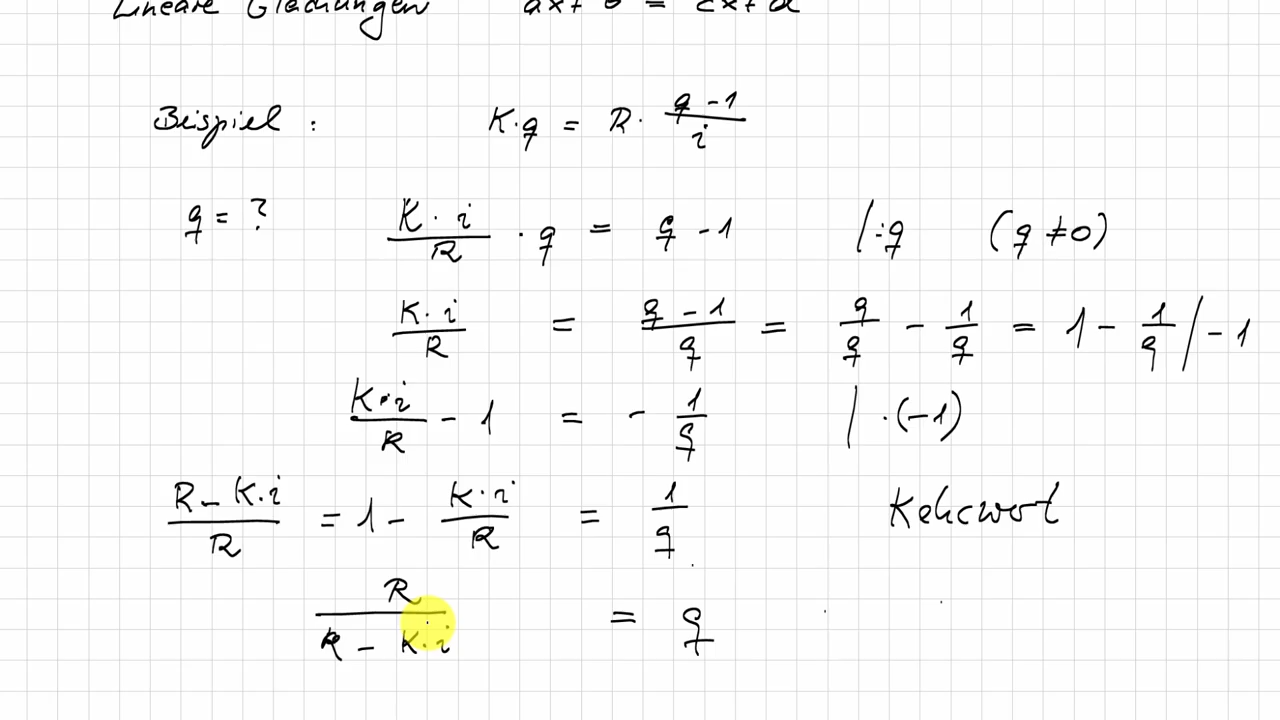 Lineare Gleichungen ax + b = cx + d
Beispiel : K·q = R · (q - 1)/i
q = ? (K · i)/R · q = q - 1 | :q (q ≠ 0)
(K · i)/R = (q - 1)/q = q/q - 1/q = 1 - 1/q | -1
(K · i)/R - 1 = - 1/q | ·(-1)
(R - K·i)/R = 1 - (K·i)/R = 1/q Kehrwert
R/(R - K·i) = q